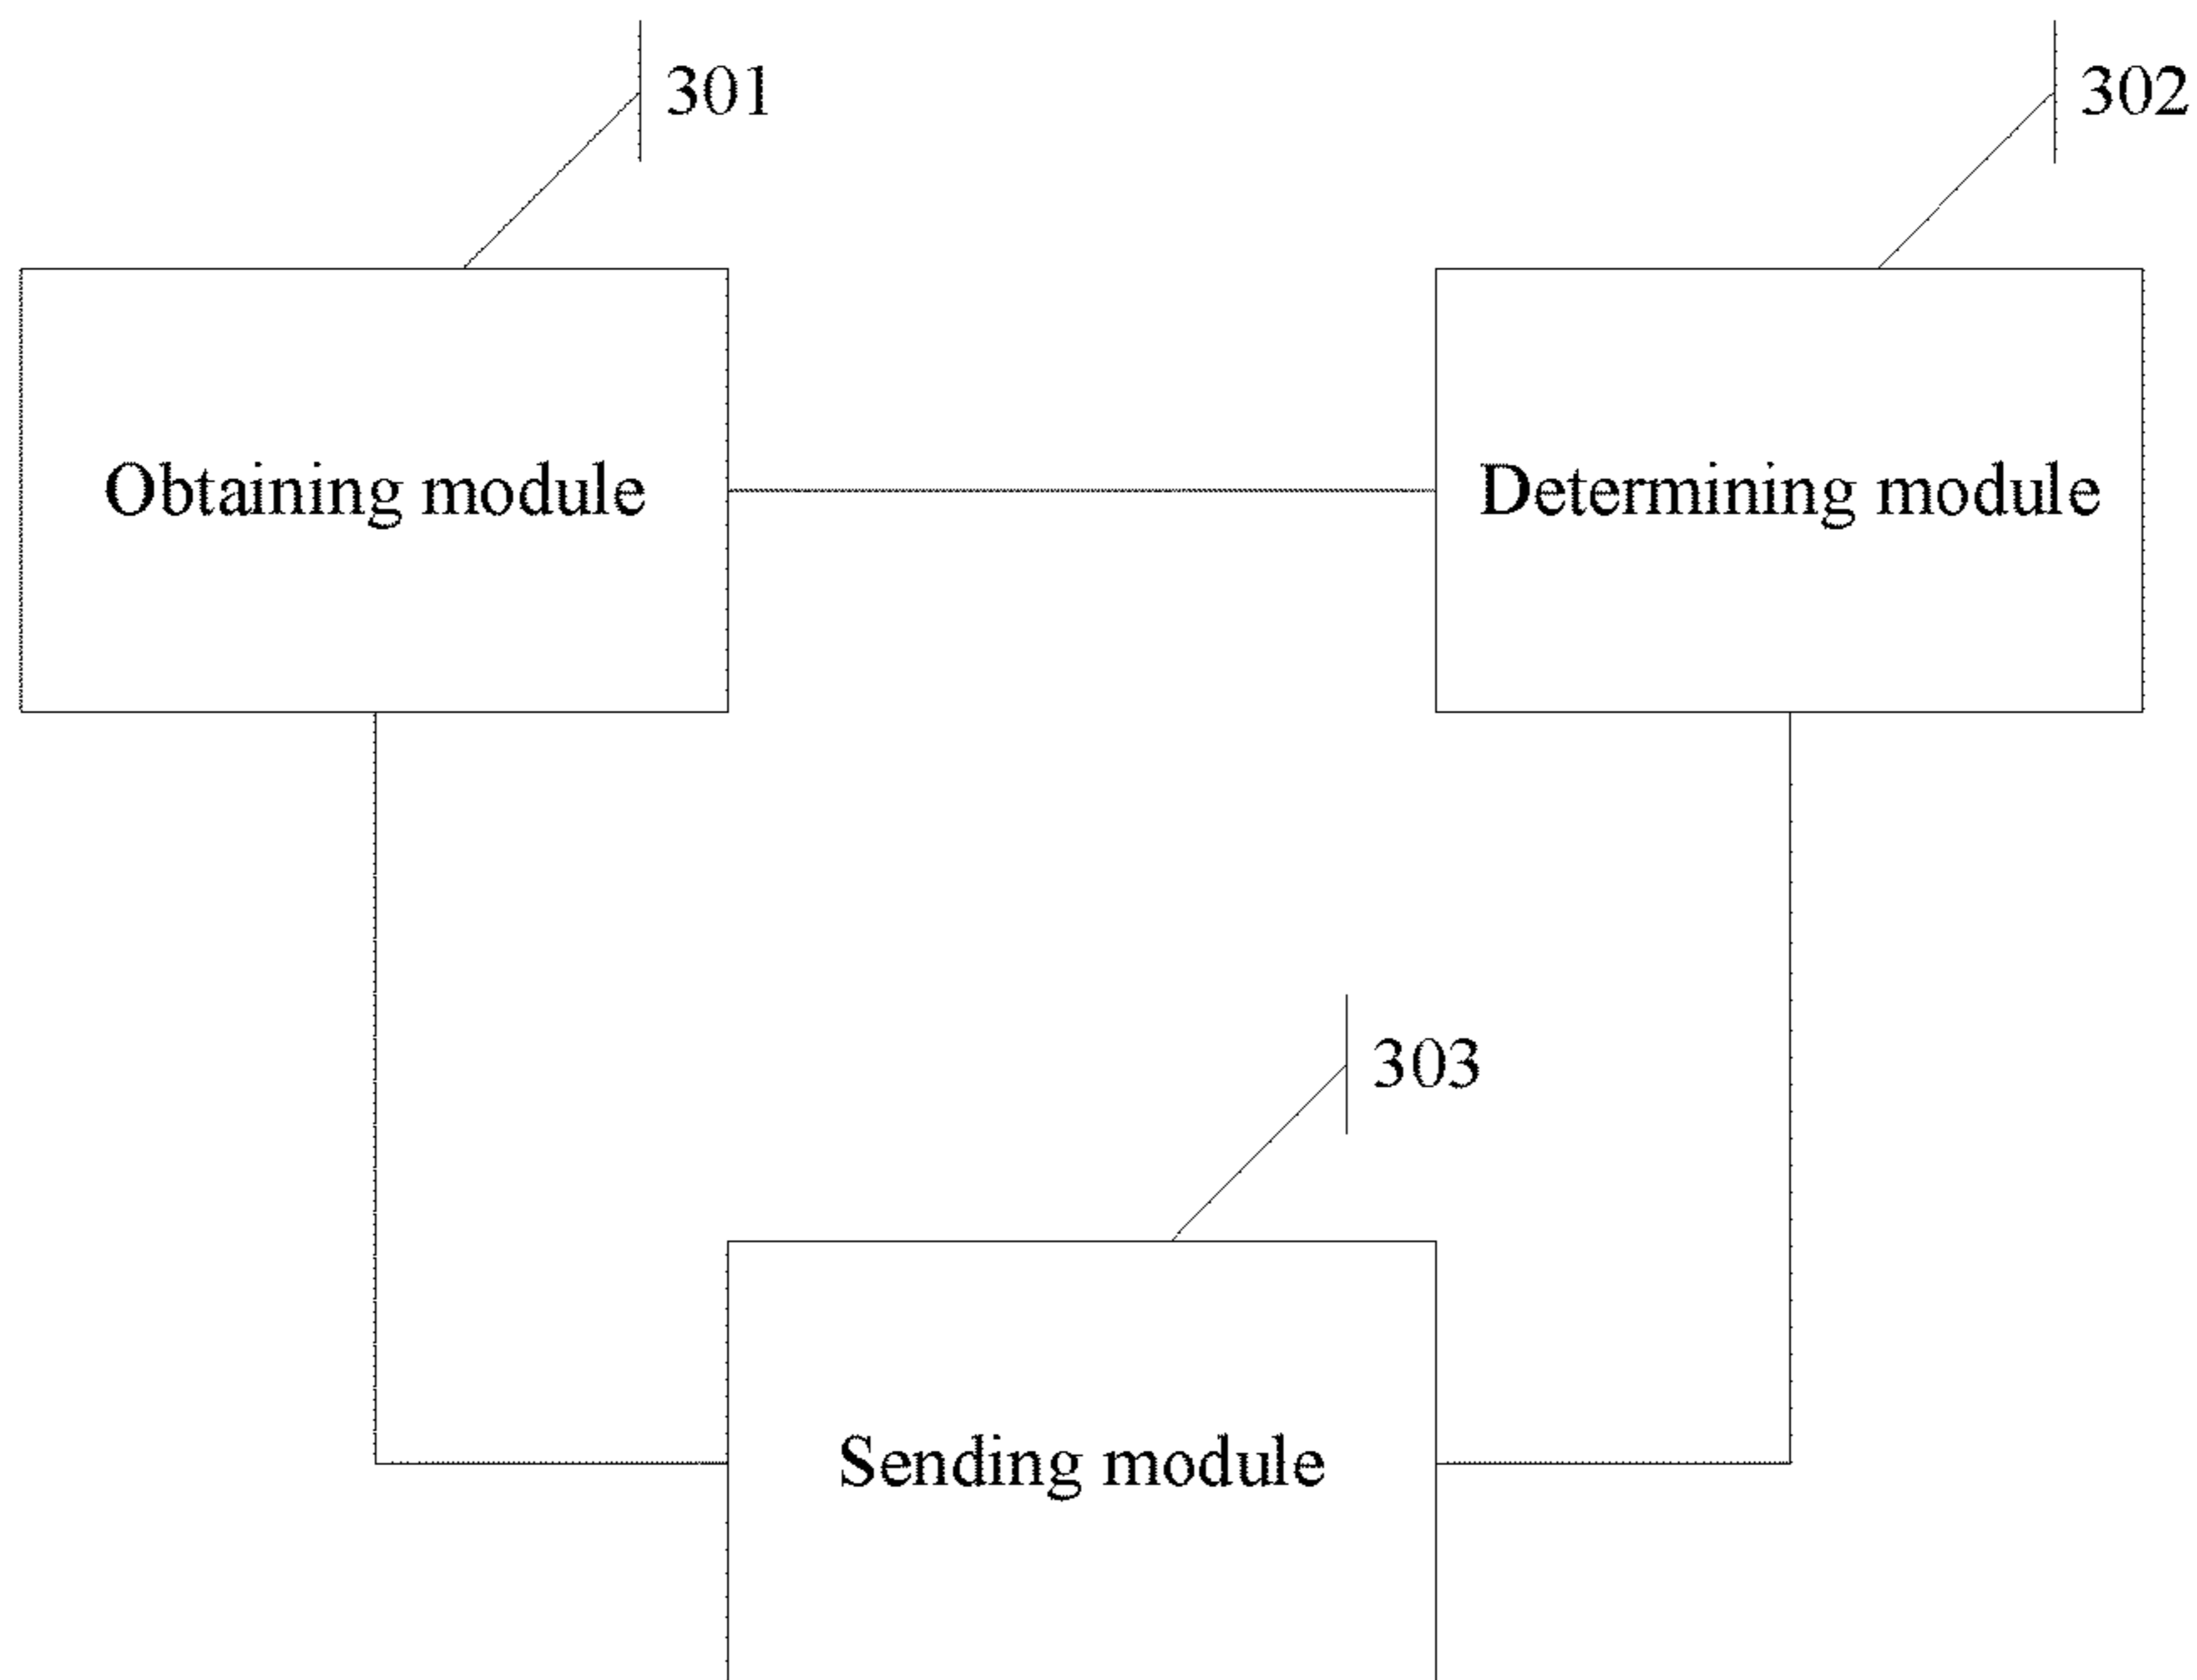 301
302
Obtaining module
Determining module
303
Sending module